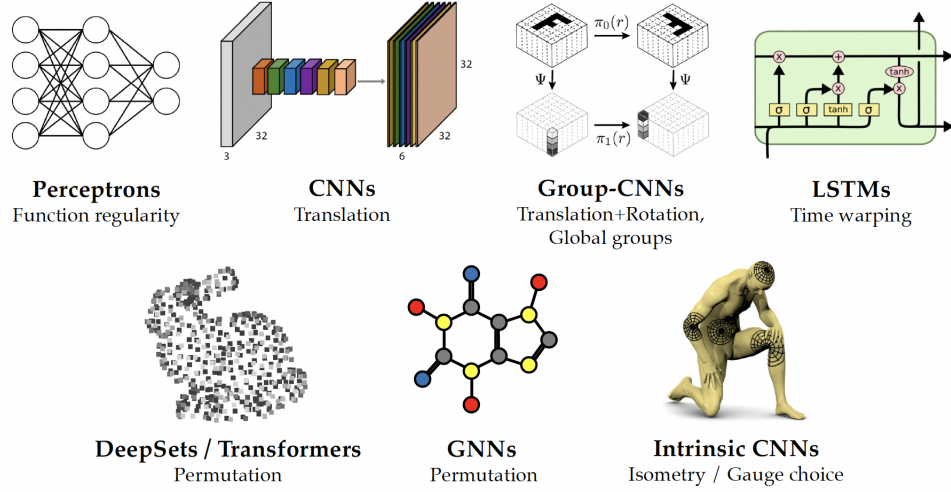 π₀(r)
Ψ
Ψ
π₁(r)
32
32
32
3
6
x
+
tanh
x
x
σ
σ
tanh
σ
Perceptrons
Function regularity
CNNs
Translation
Group-CNNs
Translation+Rotation,
Global groups
LSTMs
Time warping
DeepSets / Transformers
Permutation
GNNs
Permutation
Intrinsic CNNs
Isometry / Gauge choice